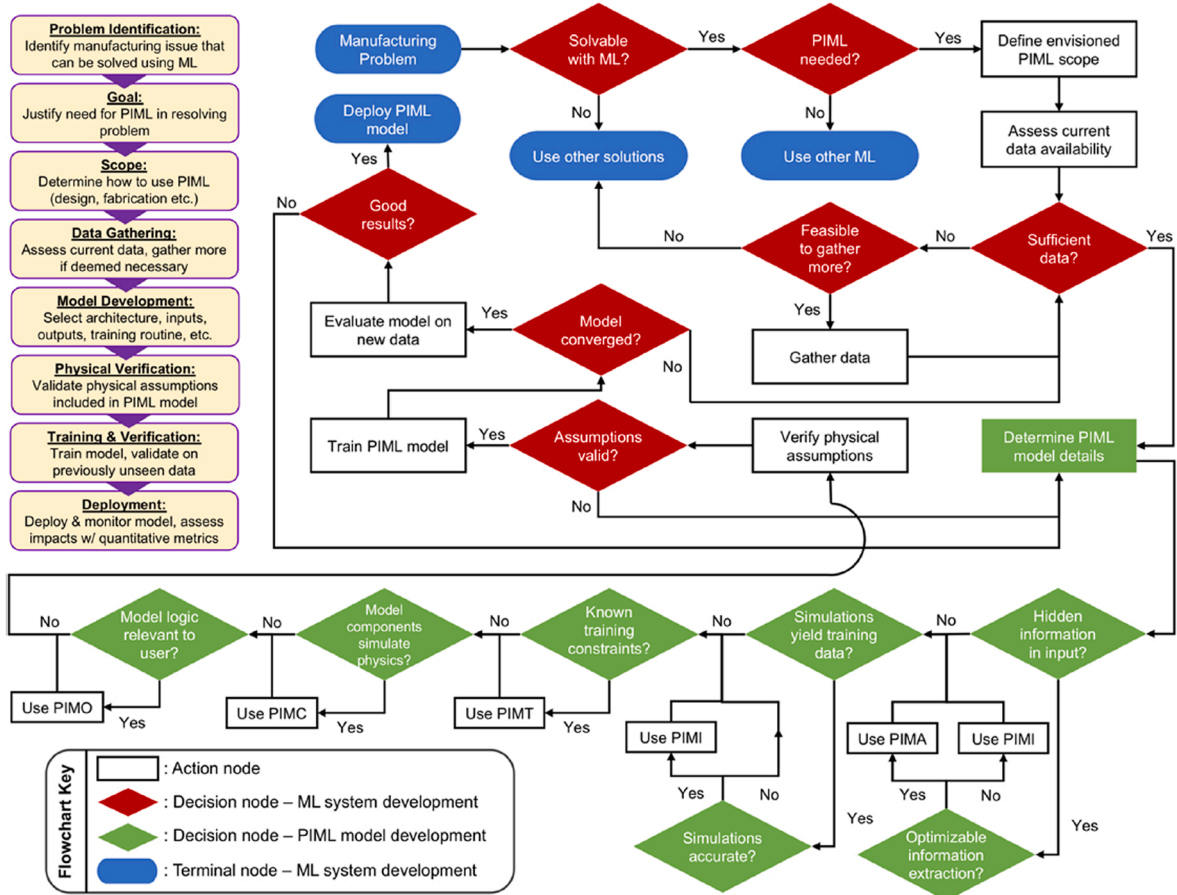 Problem Identification:
Identify manufacturing issue that
can be solved using ML
Goal:
Justify need for PIML in resolving
problem
Scope:
Determine how to use PIML
(design, fabrication etc.)
Data Gathering:
Assess current data, gather more
if deemed necessary
Model Development:
Select architecture, inputs,
outputs, training routine, etc.
Physical Verification:
Validate physical assumptions
included in PIML model
Training & Verification:
Train model, validate on
previously unseen data
Deployment:
Deploy & monitor model, assess
impacts w/ quantitative metrics
Manufacturing
Problem
Solvable
with ML?
Yes
PIML
needed?
Yes
Define envisioned
PIML scope
No
No
Deploy PIML
model
Use other solutions
Use other ML
Assess current
data availability
Yes
No
Good
results?
No
Feasible
to gather
more?
No
Sufficient
data?
Yes
Evaluate model on
new data
Yes
Model
converged?
No
Yes
Gather data
Train PIML model
Yes
Assumptions
valid?
No
Verify physical
assumptions
Determine PIML
model details
No
Model logic
relevant to
user?
No
Model
components
simulate
physics?
No
Known
training
constraints?
No
Simulations
yield training
data?
No
Hidden
information
in input?
Use PIMO
Yes
Use PIMC
Yes
Use PIMT
Yes
Use PIMI
Yes
No
Simulations
accurate?
Yes
Use PIMA
Use PIMI
Yes
No
Optimizable
information
extraction?
Yes
Flowchart Key
: Action node
: Decision node – ML system development
: Decision node – PIML model development
: Terminal node – ML system development